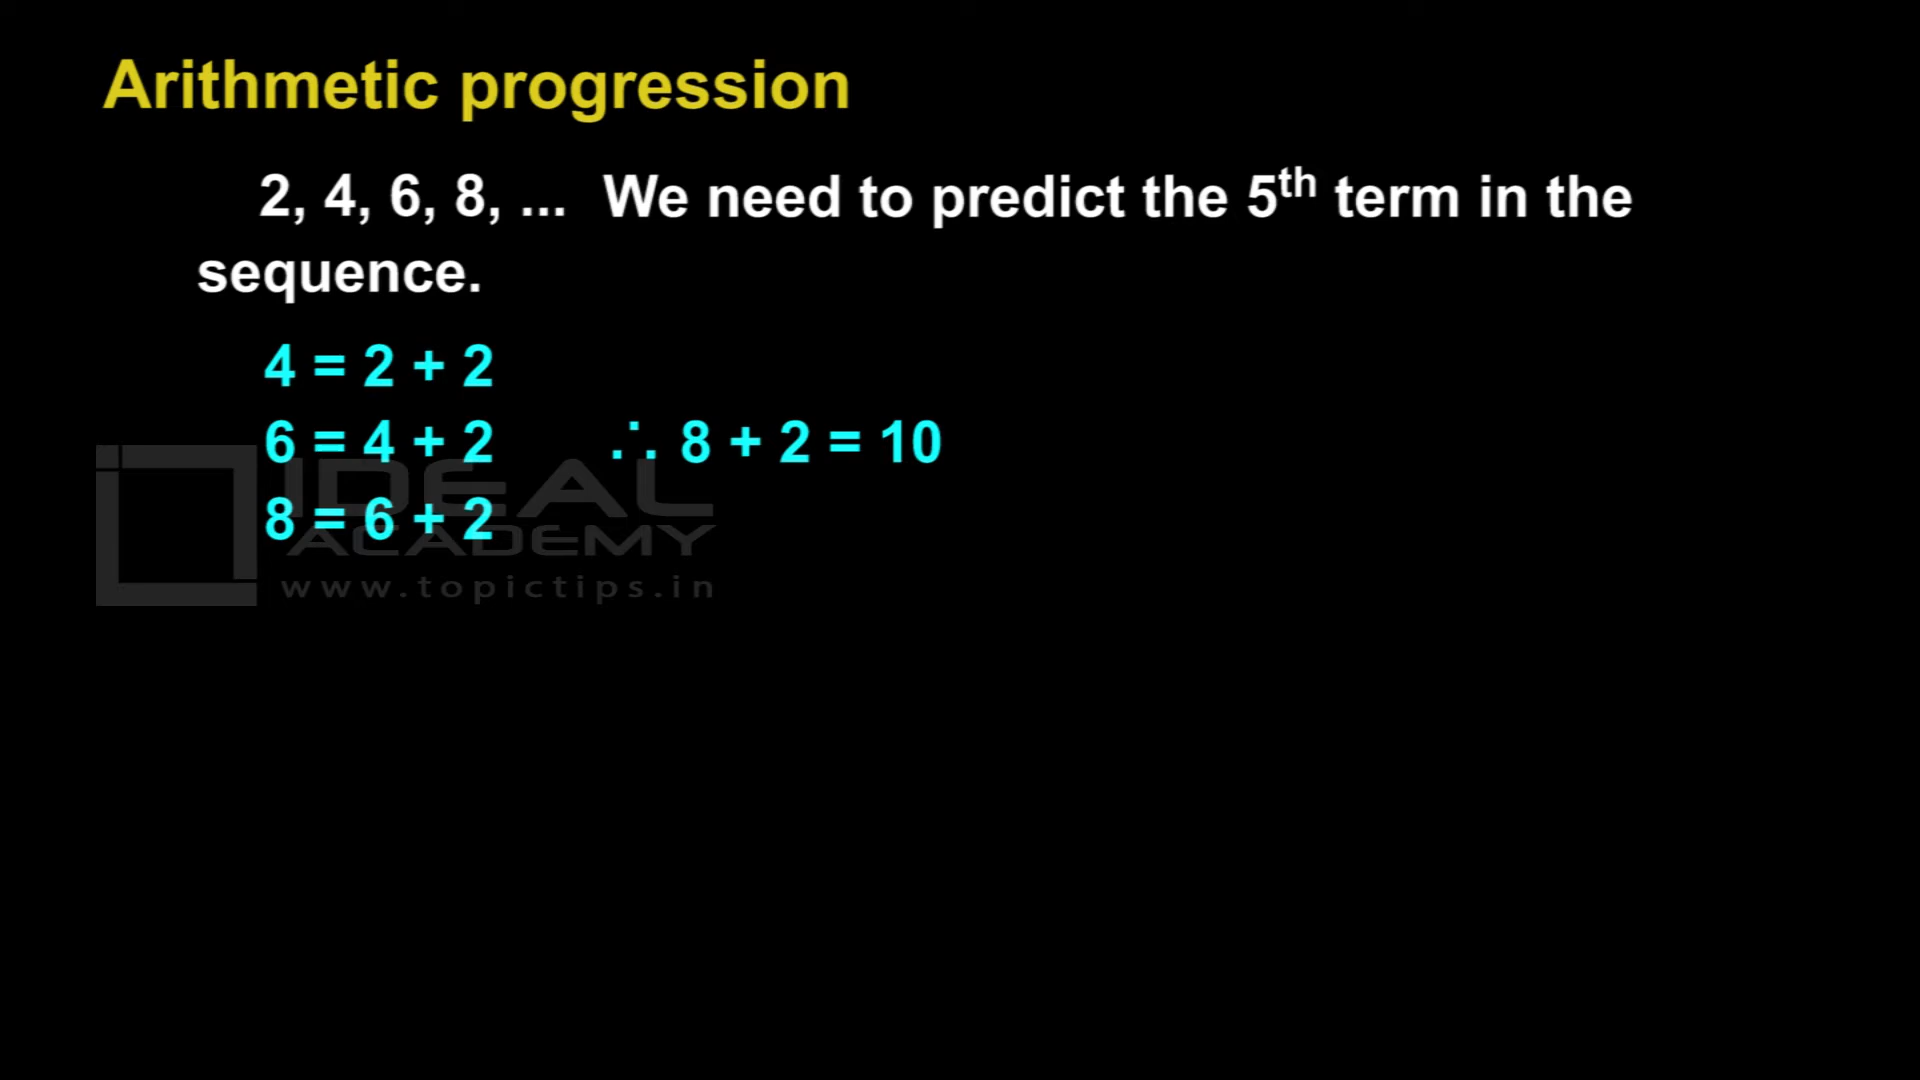 Arithmetic progression
2, 4, 6, 8, ... We need to predict the 5th term in the
sequence.
4 = 2 + 2
6 = 4 + 2 ∴ 8 + 2 = 10
8 = 6 + 2
IDEAL
ACADEMY
www.topictips.in